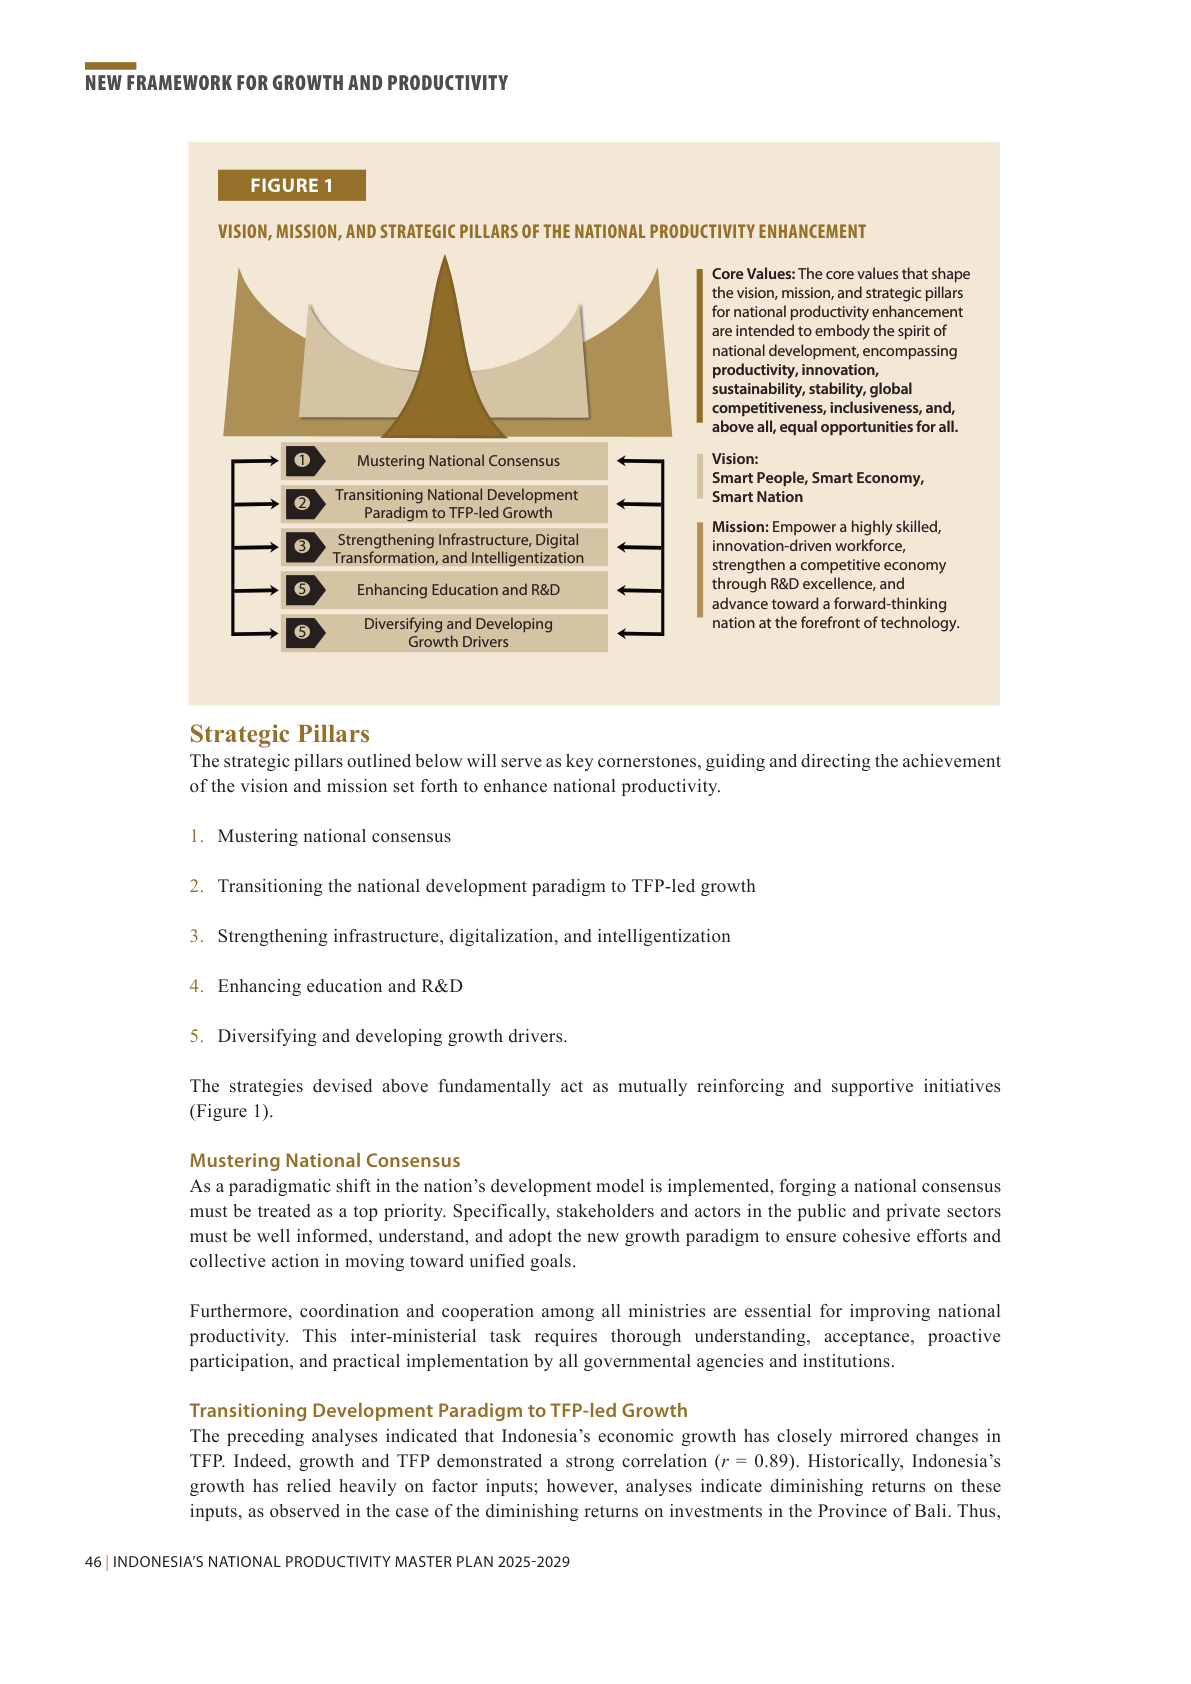 NEW FRAMEWORK FOR GROWTH AND PRODUCTIVITY
FIGURE 1
VISION, MISSION, AND STRATEGIC PILLARS OF THE NATIONAL PRODUCTIVITY ENHANCEMENT
1 Mustering National Consensus
2 Transitioning National Development
Paradigm to TFP-led Growth
3 Strengthening Infrastructure, Digital
Transformation, and Intelligentization
5 Enhancing Education and R&D
5 Diversifying and Developing
Growth Drivers
Core Values: The core values that shape
the vision, mission, and strategic pillars
for national productivity enhancement
are intended to embody the spirit of
national development, encompassing
productivity, innovation,
sustainability, stability, global
competitiveness, inclusiveness, and,
above all, equal opportunities for all.
Vision:
Smart People, Smart Economy,
Smart Nation
Mission: Empower a highly skilled,
innovation-driven workforce,
strengthen a competitive economy
through R&D excellence, and
advance toward a forward-thinking
nation at the forefront of technology.
Strategic Pillars
The strategic pillars outlined below will serve as key cornerstones, guiding and directing the achievement
of the vision and mission set forth to enhance national productivity.
1. Mustering national consensus
2. Transitioning the national development paradigm to TFP-led growth
3. Strengthening infrastructure, digitalization, and intelligentization
4. Enhancing education and R&D
5. Diversifying and developing growth drivers.
The strategies devised above fundamentally act as mutually reinforcing and supportive initiatives
(Figure 1).
Mustering National Consensus
As a paradigmatic shift in the nation’s development model is implemented, forging a national consensus
must be treated as a top priority. Specifically, stakeholders and actors in the public and private sectors
must be well informed, understand, and adopt the new growth paradigm to ensure cohesive efforts and
collective action in moving toward unified goals.
Furthermore, coordination and cooperation among all ministries are essential for improving national
productivity. This inter-ministerial task requires thorough understanding, acceptance, proactive
participation, and practical implementation by all governmental agencies and institutions.
Transitioning Development Paradigm to TFP-led Growth
The preceding analyses indicated that Indonesia’s economic growth has closely mirrored changes in
TFP. Indeed, growth and TFP demonstrated a strong correlation (r = 0.89). Historically, Indonesia’s
growth has relied heavily on factor inputs; however, analyses indicate diminishing returns on these
inputs, as observed in the case of the diminishing returns on investments in the Province of Bali. Thus,
46 | INDONESIA’S NATIONAL PRODUCTIVITY MASTER PLAN 2025-2029